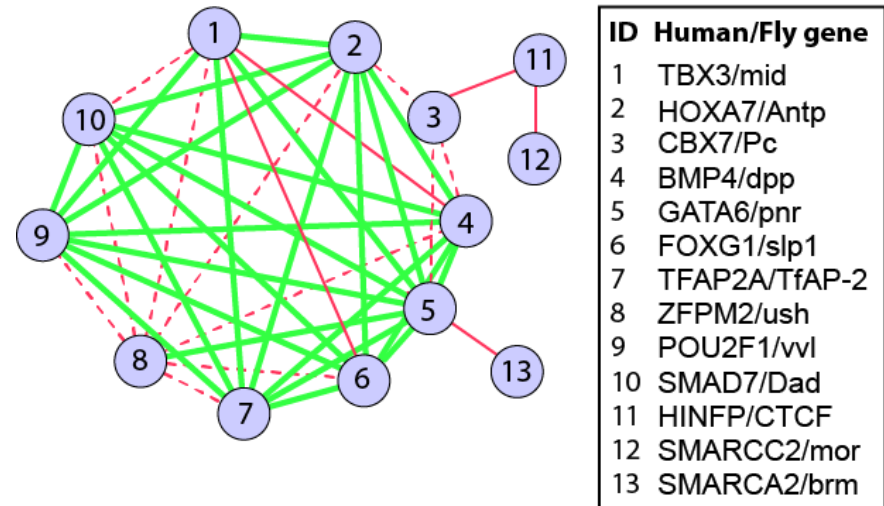 1
2
3
4
5
6
7
8
9
10
11
12
13
ID Human/Fly gene
1 TBX3/mid
2 HOXA7/Antp
3 CBX7/Pc
4 BMP4/dpp
5 GATA6/pnr
6 FOXG1/slp1
7 TFAP2A/TfAP-2
8 ZFPM2/ush
9 POU2F1/vvl
10 SMAD7/Dad
11 HINFP/CTCF
12 SMARCC2/mor
13 SMARCA2/brm